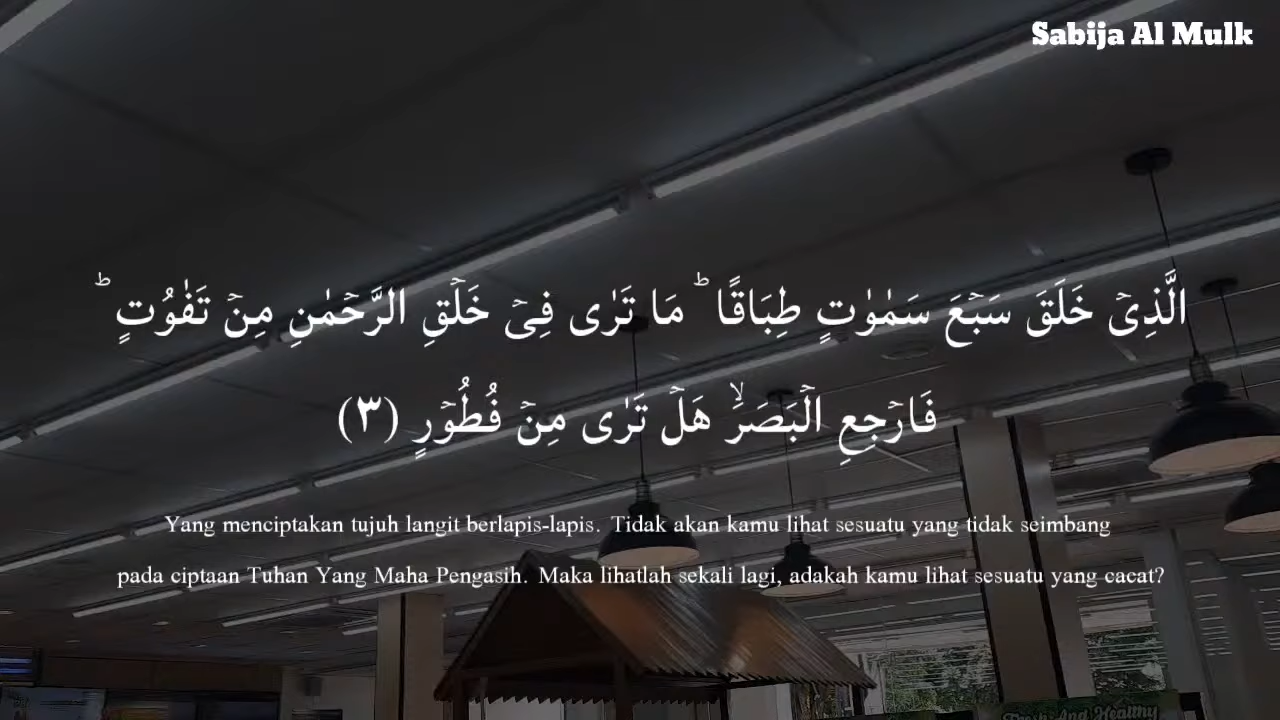 Sabija Al Mulk
الَّذِىۡ خَلَقَ سَبۡعَ سَمٰوٰتٍ طِبَاقًا ؕ مَا تَرٰى فِىۡ خَلۡقِ الرَّحۡمٰنِ مِنۡ تَفٰوُتٍ ؕ
فَارۡجِعِ الۡبَصَرَۙ هَلۡ تَرٰى مِنۡ فُطُوۡرٍ (٣)
Yang menciptakan tujuh langit berlapis-lapis. Tidak akan kamu lihat sesuatu yang tidak seimbang
pada ciptaan Tuhan Yang Maha Pengasih. Maka lihatlah sekali lagi, adakah kamu lihat sesuatu yang cacat?
And Healthy